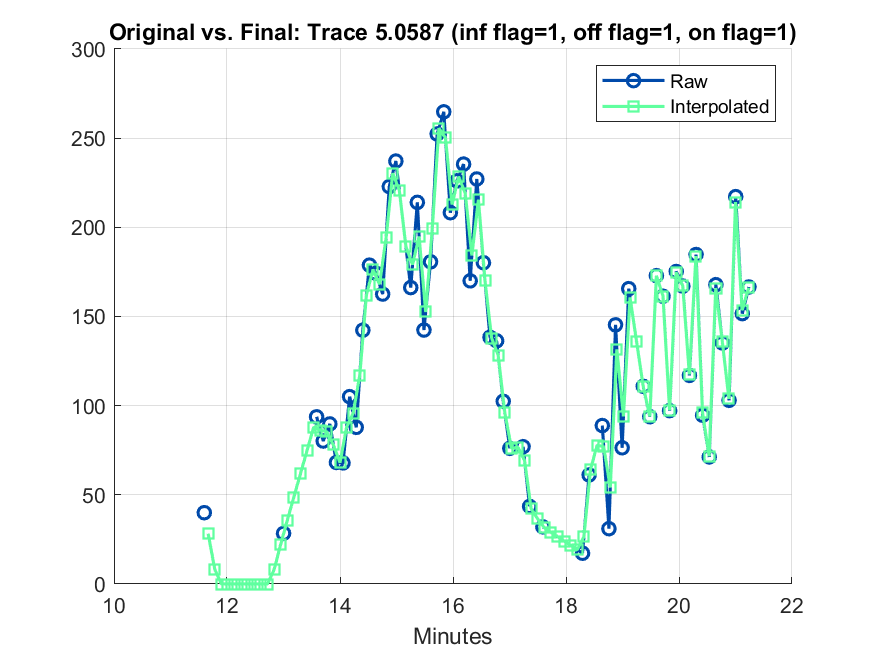 Original vs. Final: Trace 5.0587 (inf flag=1, off flag=1, on flag=1)
300
250
200
150
100
50
0
Raw
Interpolated
10 12 14 16 18 20 22
Minutes